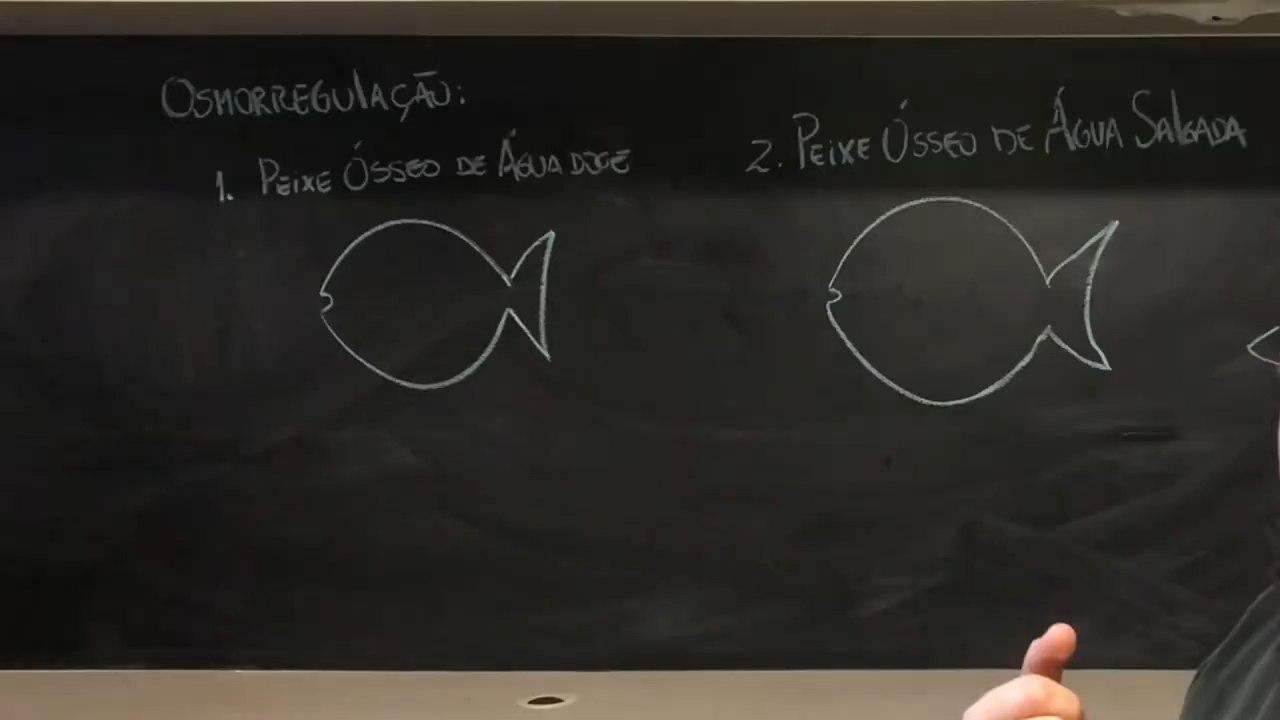 OSMORREGULAÇÃO:
1. PEIXE ÓSSEO DE ÁGUA DOCE
2. PEIXE ÓSSEO DE ÁGUA SALGADA